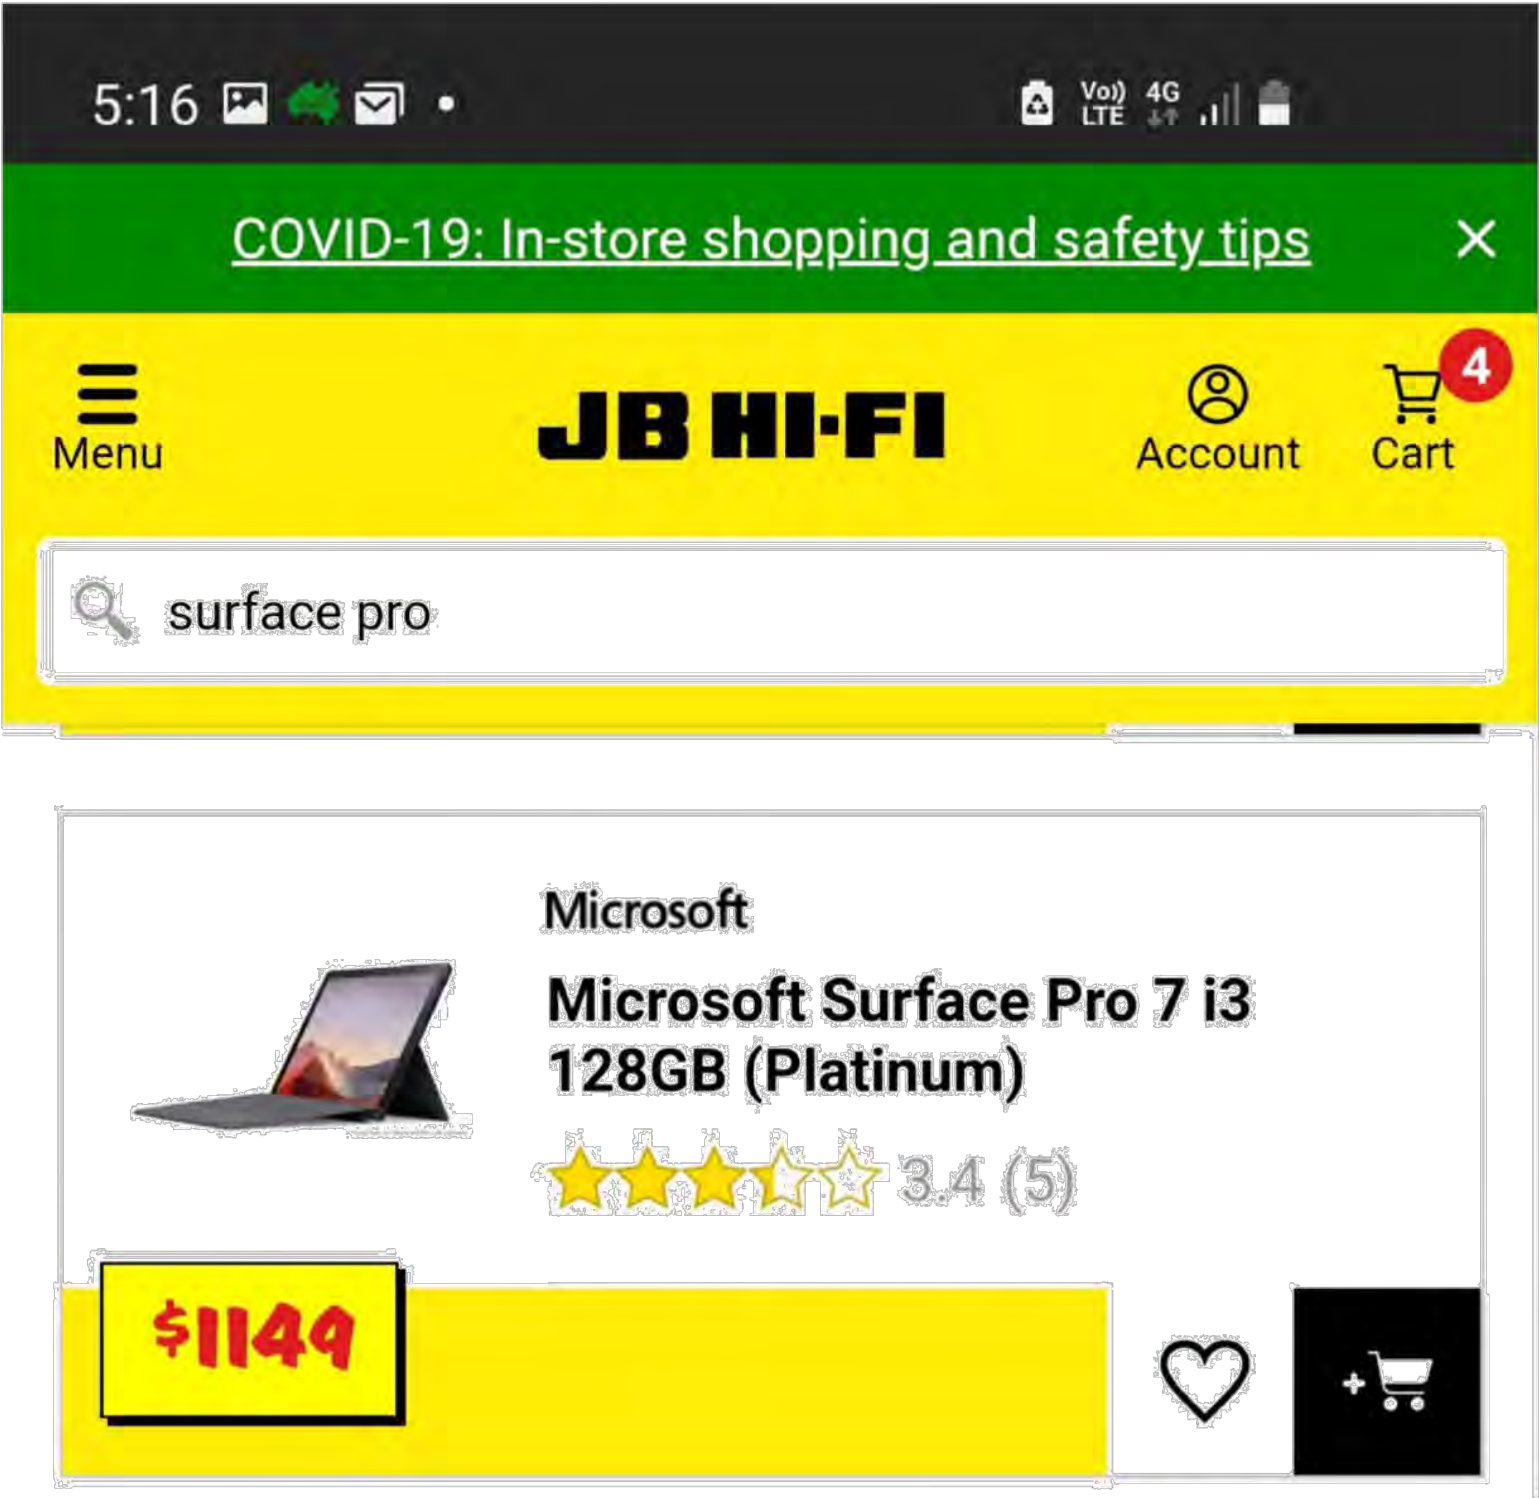 5:16
Vo)) LTE 4G
COVID-19: In-store shopping and safety tips
Menu
JB HI-FI
Account
Cart
4
surface pro
Microsoft
Microsoft Surface Pro 7 i3
128GB (Platinum)
3.4 (5)
$1149